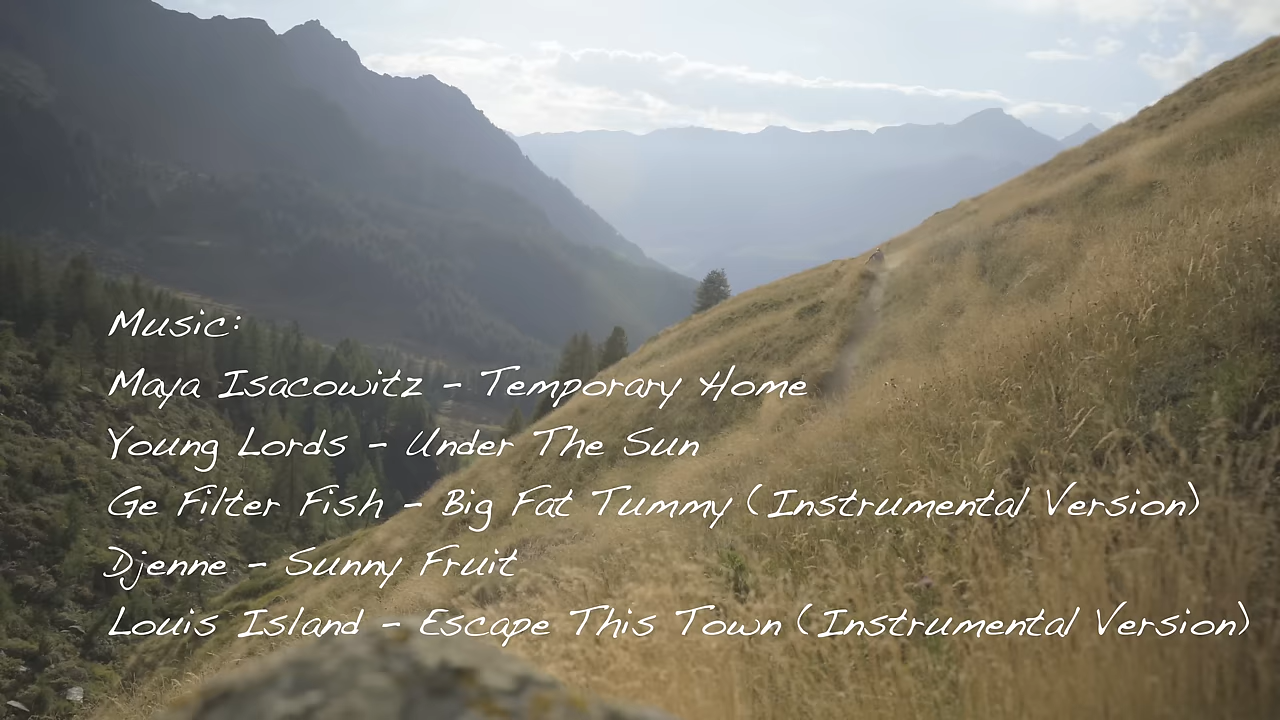 Music:
Maya Isacowitz - Temporary Home
Young Lords - Under The Sun
Ge Filter Fish - Big Fat Tummy (Instrumental Version)
Djenne - Sunny Fruit
Louis Island - Escape This Town (Instrumental Version)